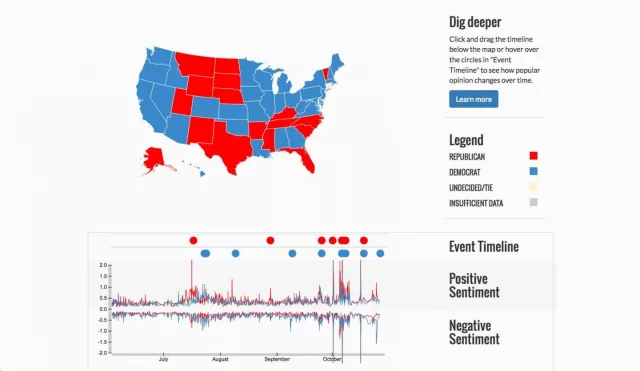 Dig deeper
Click and drag the timeline
below the map or hover over
the circles in "Event
Timeline" to see how popular
opinion changes over time.
Learn more
Legend
REPUBLICAN
DEMOCRAT
UNDECIDED/TIE
INSUFFICIENT DATA
Event Timeline
Positive
Sentiment
Negative
Sentiment
2.0
1.5
1.0
0.5
0.0
-0.5
-1.0
-1.5
-2.0
July
August
September
October